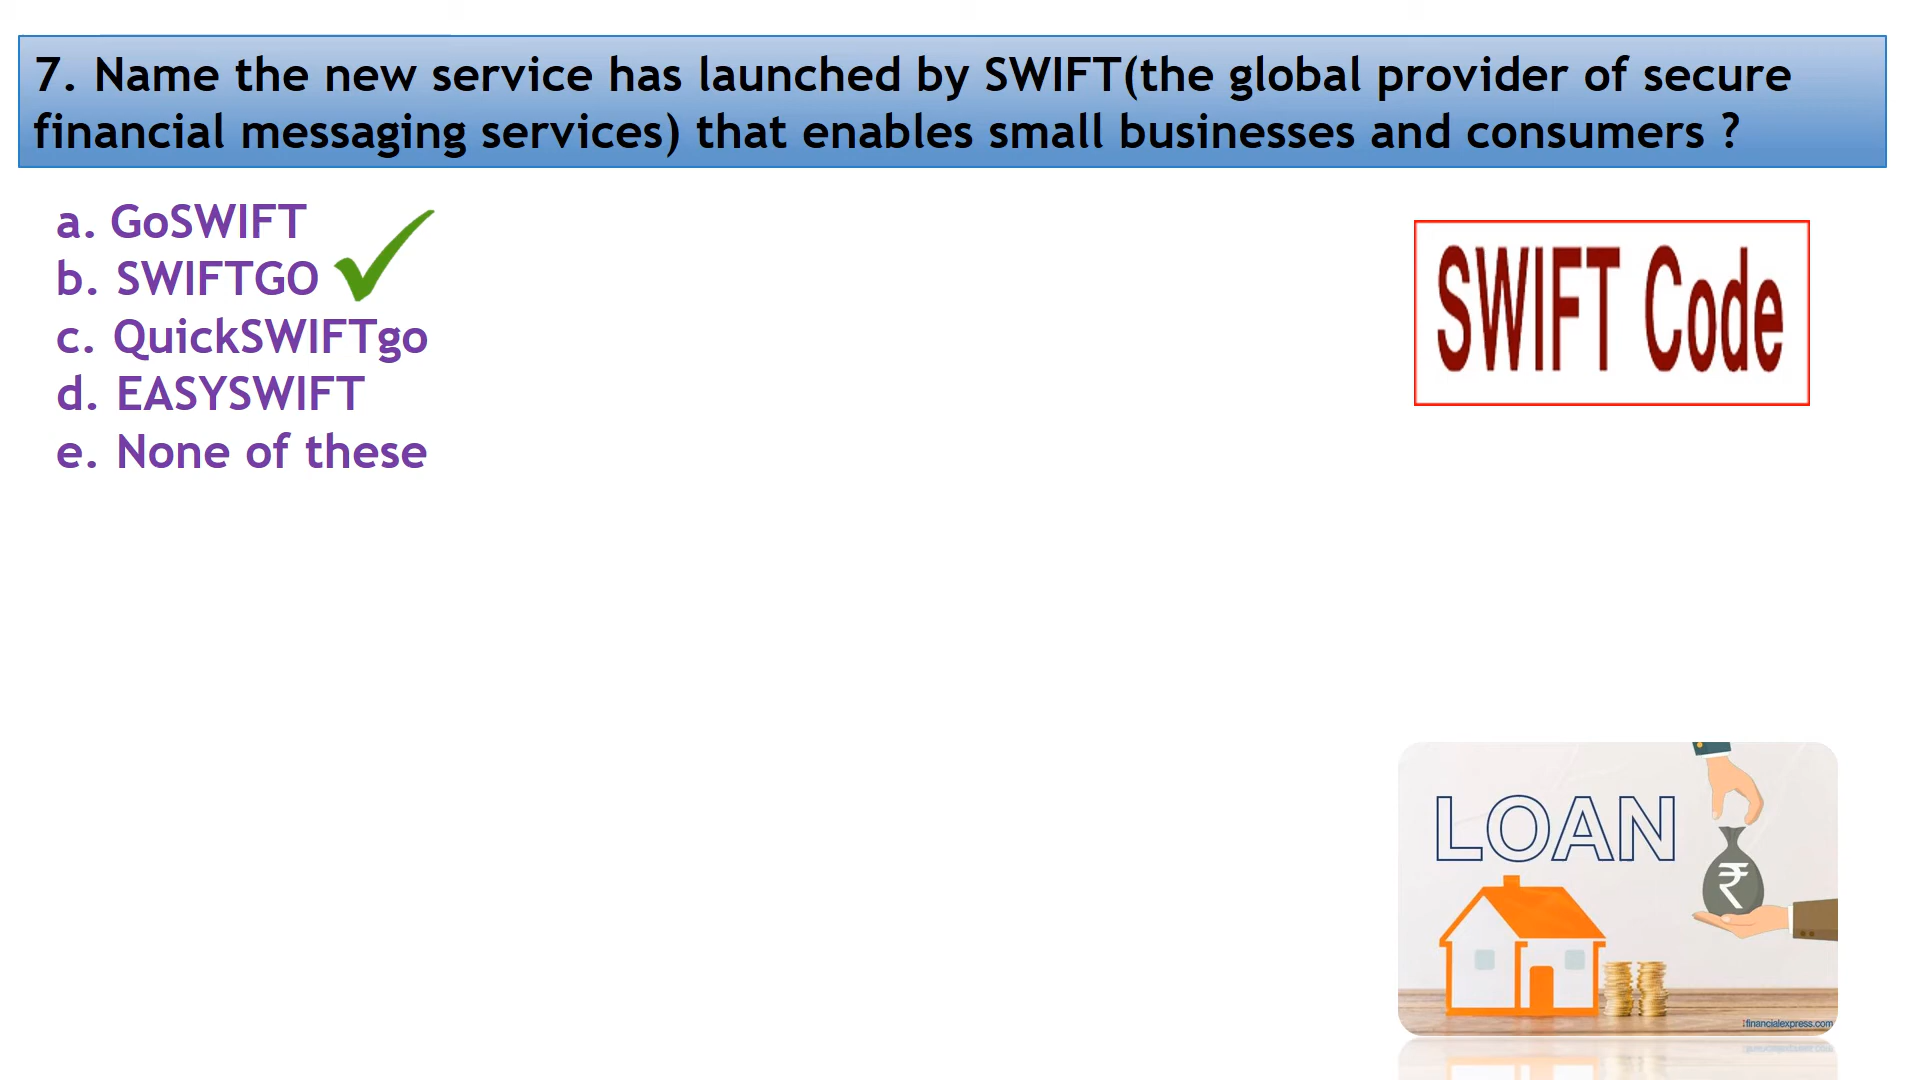 7. Name the new service has launched by SWIFT(the global provider of secure
financial messaging services) that enables small businesses and consumers ?
a. GoSWIFT
b. SWIFTGO
c. QuickSWIFTgo
d. EASYSWIFT
e. None of these
SWIFT Code
LOAN
₹
financialexpress.com